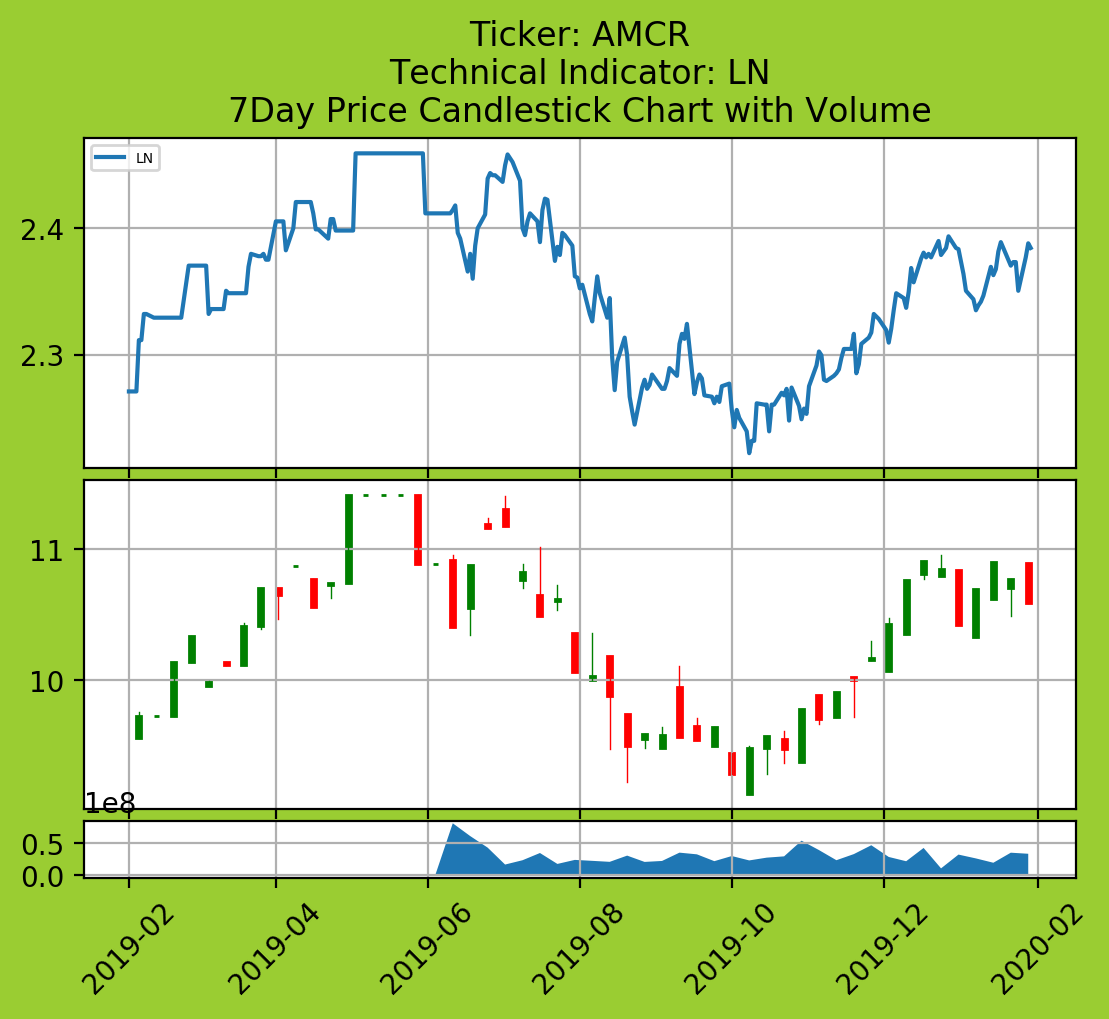 Ticker: AMCR
Technical Indicator: LN
7Day Price Candlestick Chart with Volume
LN
2.4
2.3
11
10
1e8
0.5
0.0
2019-02
2019-04
2019-06
2019-08
2019-10
2019-12
2020-02